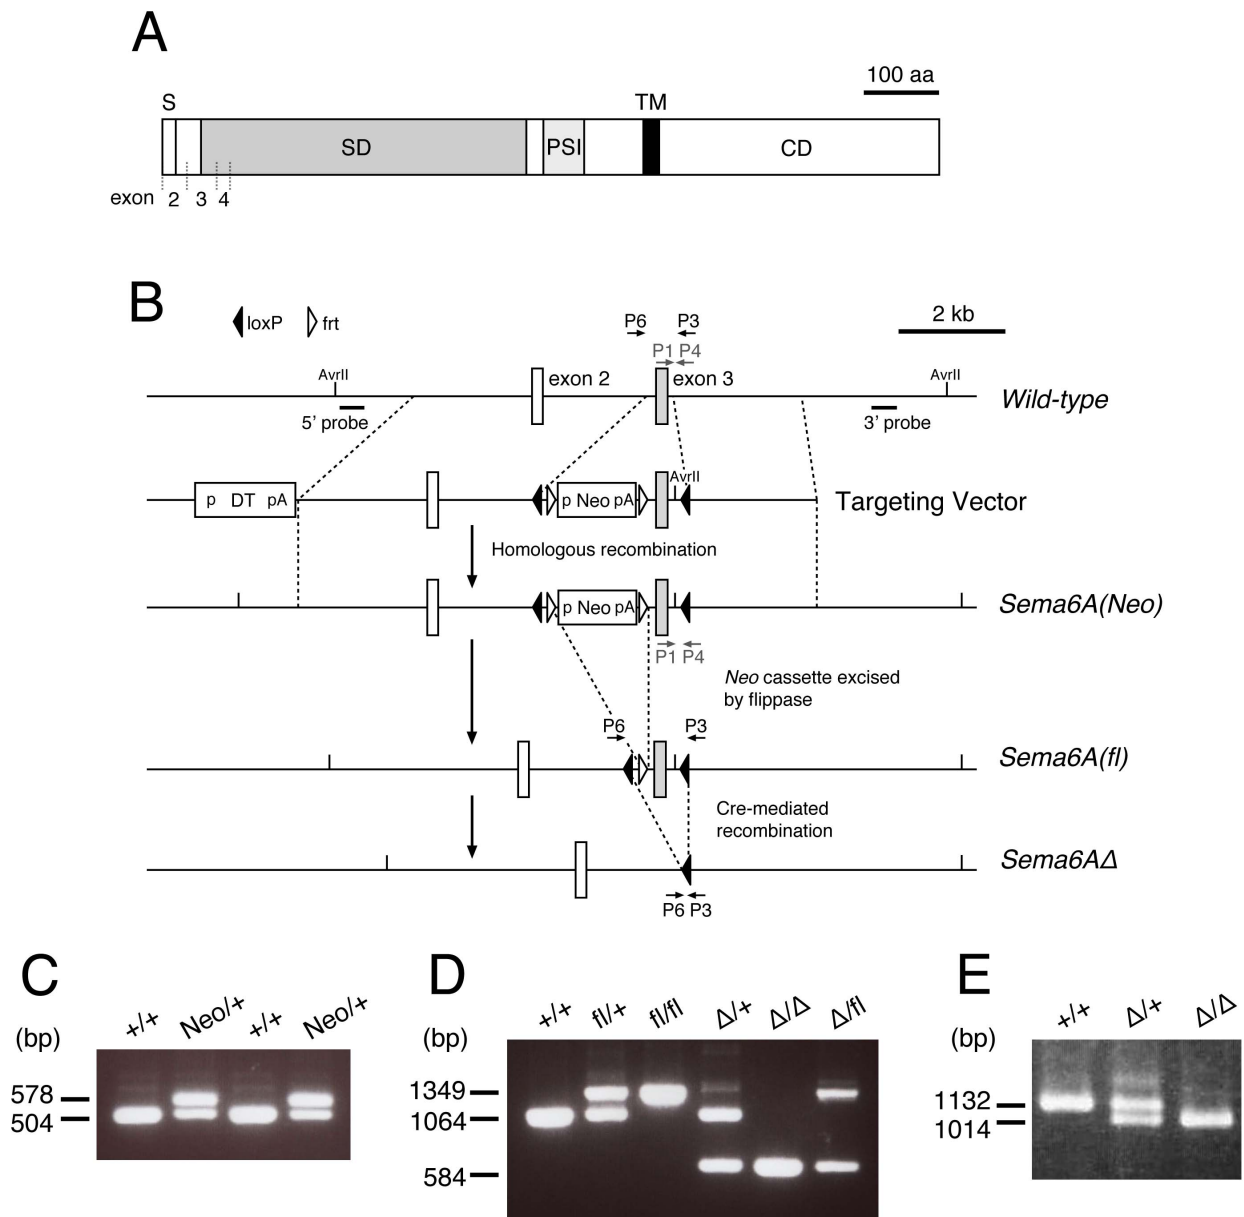 A
100 aa
S TM
SD PSI CD
exon 2 3 4
B
loxP frt
2 kb
P6 P3
P1 P4
AvrII exon 2 exon 3 AvrII
5' probe 3' probe
Wild-type
p DT pA p Neo pA AvrII
Targeting Vector
Homologous recombination
p Neo pA
Sema6A(Neo)
P1 P4
Neo cassette excised
by flippase
P6 P3
Sema6A(fl)
Cre-mediated
recombination
Sema6AΔ
P6 P3
C
+/+ Neo/+ +/+ Neo/+
(bp)
578
504
D
+/+ fl/+ fl/fl Δ/+ Δ/Δ Δ/fl
(bp)
1349
1064
584
E
+/+ Δ/+ Δ/Δ
(bp)
1132
1014